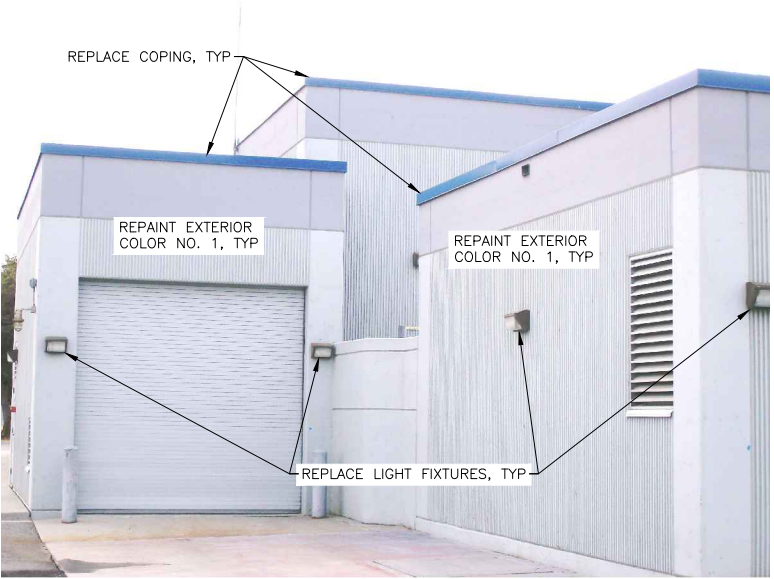 REPLACE COPING, TYP
REPAINT EXTERIOR
COLOR NO. 1, TYP
REPAINT EXTERIOR
COLOR NO. 1, TYP
REPLACE LIGHT FIXTURES, TYP